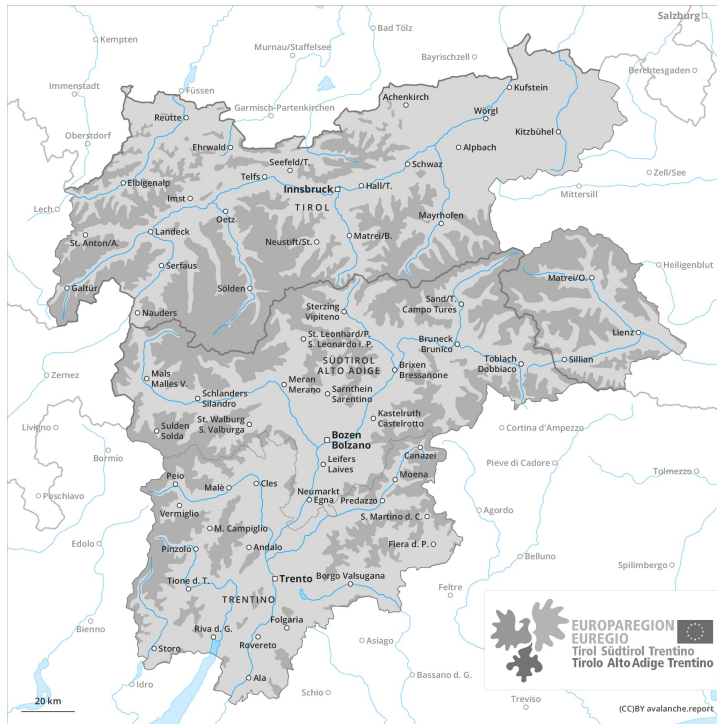 Salzburg
Kempten
Bad Tölz
Murnau/Staffelsee
Bayrischzell
Berchtesgaden
Immenstadt
Füssen
Achenkirch
Kufstein
Garmisch-Partenkirchen
Reutte
Wörgl
Oberstdorf
Kitzbühel
Ehrwald
Alpbach
Seefeld/T.
Schwaz
Zell/See
Telfs
Elbigenalp
Innsbruck
Hall/T.
Mittersill
Imst
TIROL
Lech
Oetz
Mayrhofen
Landeck
Matrei/B.
St. Anton/A.
Neustift/St.
Serfaus
Heiligenblut
Matrei/O.
Galtür
Sölden
Sand/T.
Campo Tures
Nauders
Sterzing
Vipiteno
Lienz
St. Leonhard/P.
S. Leonardo i. P.
Bruneck
Brunico
Toblach
Dobbiaco
Sillian
SÜDTIROL
ALTO ADIGE
Brixen
Bressanone
Zernez
Mals
Malles V.
Meran
Merano
Sarnthein
Sarentino
Schlanders
Silandro
Kastelruth
Castelrotto
St. Walburg
S. Valburga
Sulden
Solda
Livigno
Cortina d'Ampezzo
Bozen
Bolzano
Bormio
Canazei
Pieve di Cadore
Leifers
Laives
Tolmezzo
Peio
Moena
Malè
Cles
Poschiavo
Neumarkt
Egna
Predazzo
Vermiglio
Agordo
S. Martino d. C.
M. Campiglio
Edolo
Fiera d. P.
Pinzolo
Andalo
Belluno
Spilimbergo
Trento
Borgo Valsugana
Tione d. T.
Feltre
TRENTINO
Folgaria
Bienno
Riva d. G.
Rovereto
Asiago
Storo
Bassano d. G.
Ala
Idro
Schio
Treviso
EUROPAREGION
EUREGIO
Tirol Südtirol Trentino
Tirolo Alto Adige Trentino
20 km
(CC)BY avalanche.report